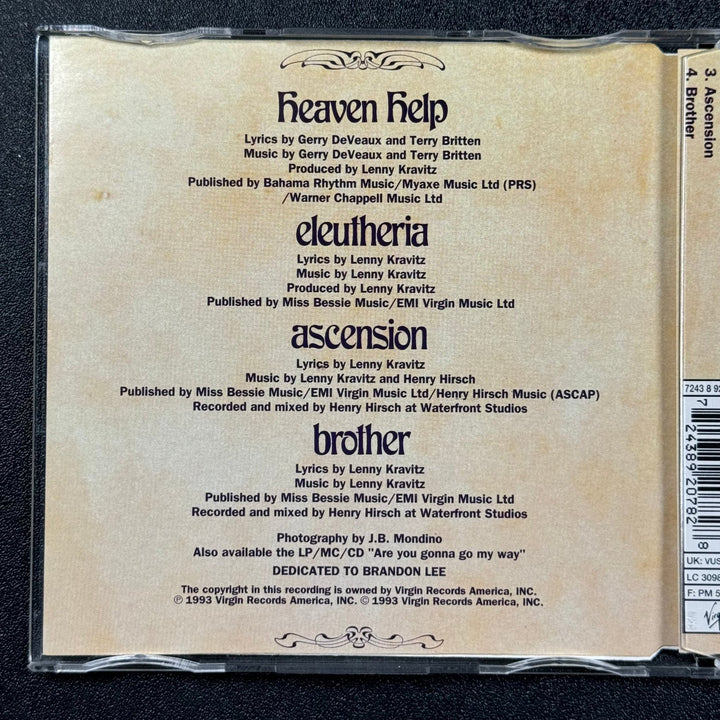 Heaven Help
Lyrics by Gerry DeVeaux and Terry Britten
Music by Gerry DeVeaux and Terry Britten
Produced by Lenny Kravitz
Published by Bahama Rhythm Music/Myaxe Music Ltd (PRS)
/Warner Chappell Music Ltd
eleutheria
Lyrics by Lenny Kravitz
Music by Lenny Kravitz
Produced by Lenny Kravitz
Published by Miss Bessie Music/EMI Virgin Music Ltd
ascension
Lyrics by Lenny Kravitz
Music by Lenny Kravitz and Henry Hirsch
Published by Miss Bessie Music/EMI Virgin Music Ltd/Henry Hirsch Music (ASCAP)
Recorded and mixed by Henry Hirsch at Waterfront Studios
brother
Lyrics by Lenny Kravitz
Music by Lenny Kravitz
Published by Miss Bessie Music/EMI Virgin Music Ltd
Recorded and mixed by Henry Hirsch at Waterfront Studios
Photography by J.B. Mondino
Also available the LP/MC/CD "Are you gonna go my way"
DEDICATED TO BRANDON LEE
The copyright in this recording is owned by Virgin Records America, INC.
℗ 1993 Virgin Records America, INC. © 1993 Virgin Records America, INC.
3. Ascension
4. Brother
7243 8 92
7 24389 20782 8
UK: VUS
LC 3098
F: PM 5